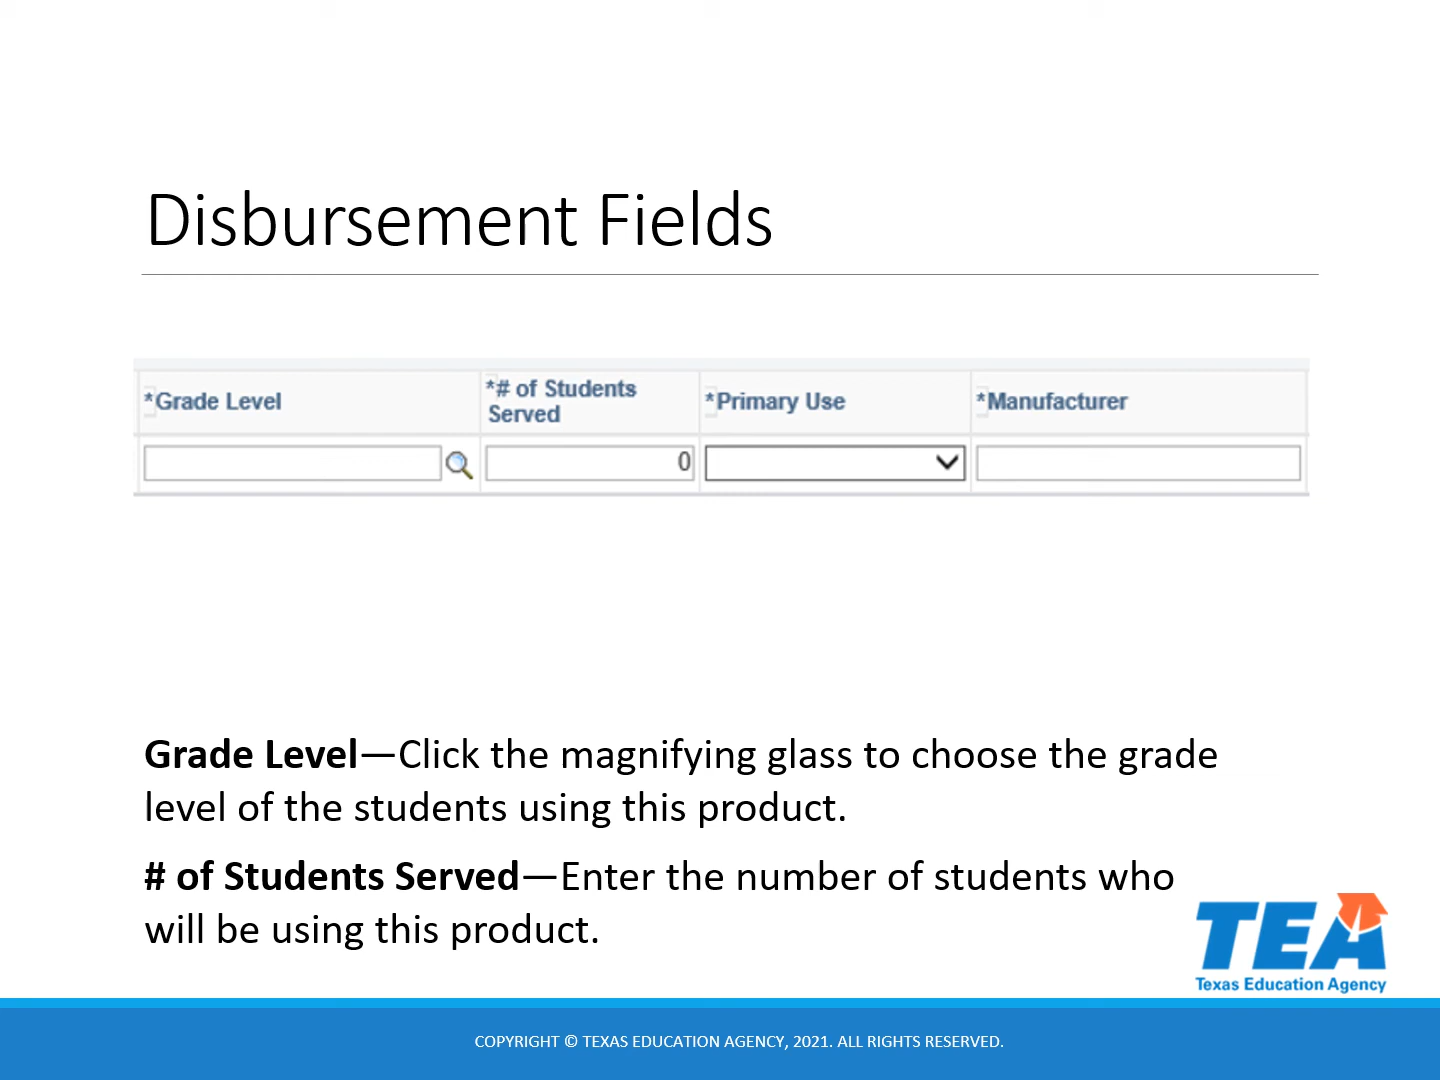 Disbursement Fields
*Grade Level
*# of Students
Served
*Primary Use
*Manufacturer
0
Grade Level—Click the magnifying glass to choose the grade
level of the students using this product.
# of Students Served—Enter the number of students who
will be using this product.
TEA
Texas Education Agency
COPYRIGHT © TEXAS EDUCATION AGENCY, 2021. ALL RIGHTS RESERVED.